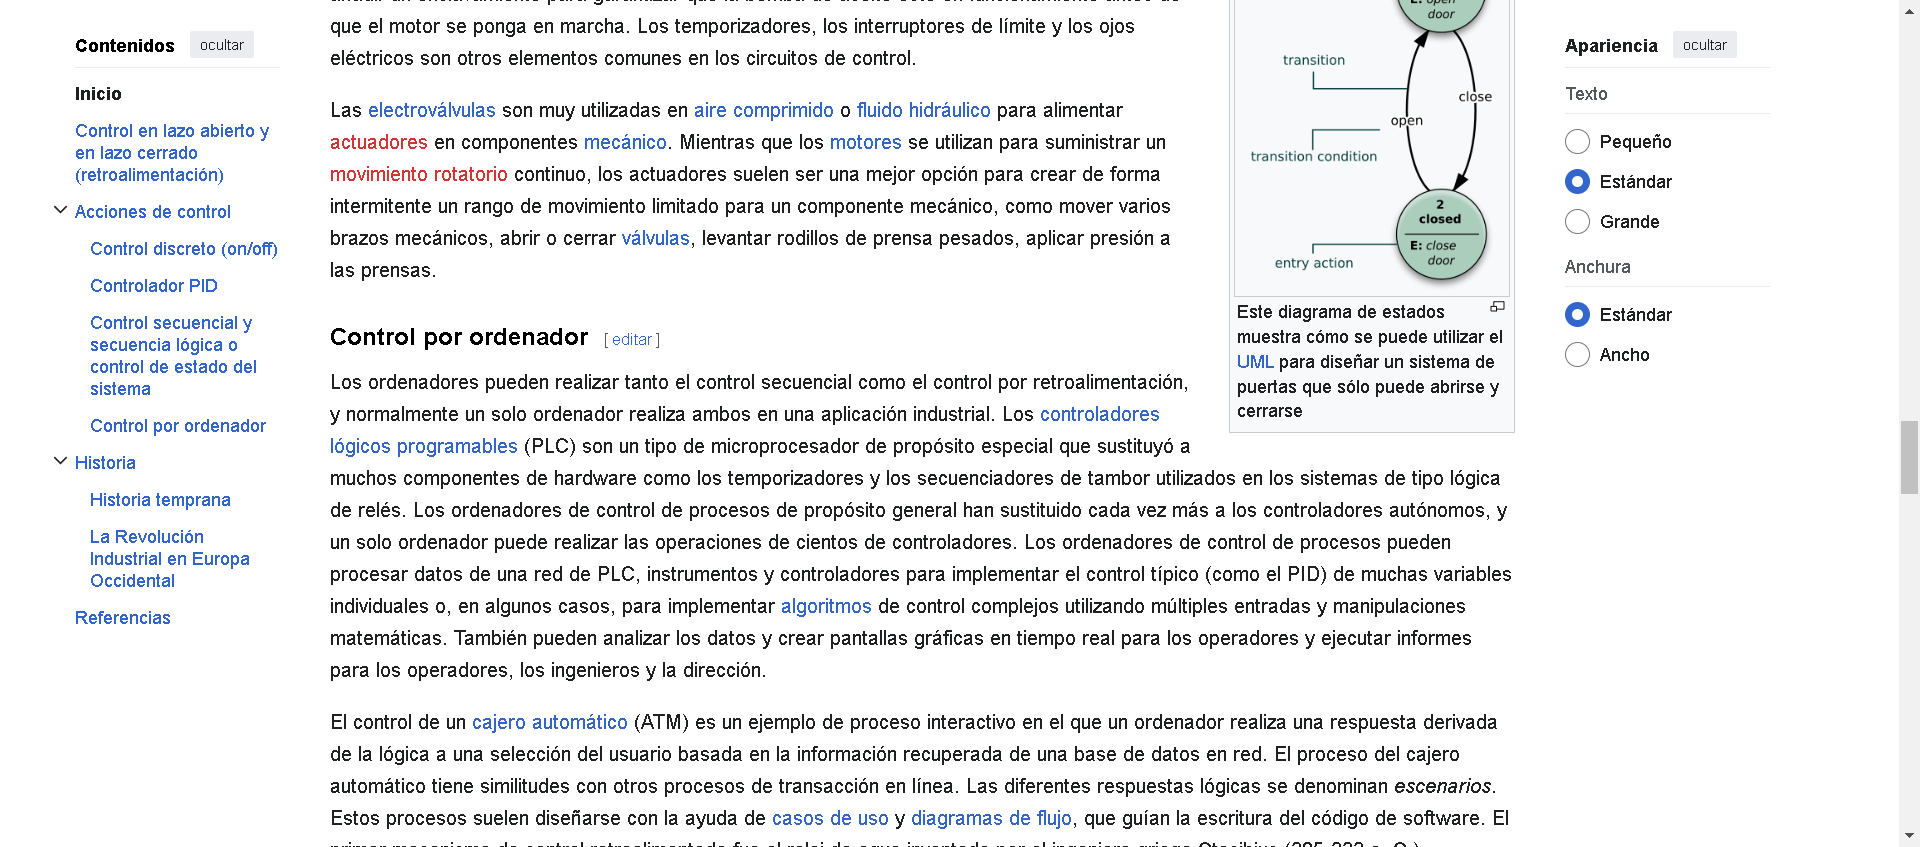 Contenidos ocultar
Inicio
Control en lazo abierto y
en lazo cerrado
(retroalimentación)
Acciones de control
Control discreto (on/off)
Controlador PID
Control secuencial y
secuencia lógica o
control de estado del
sistema
Control por ordenador
Historia
Historia temprana
La Revolución
Industrial en Europa
Occidental
Referencias
que el motor se ponga en marcha. Los temporizadores, los interruptores de límite y los ojos
eléctricos son otros elementos comunes en los circuitos de control.
Las electroválvulas son muy utilizadas en aire comprimido o fluido hidráulico para alimentar
actuadores en componentes mecánico. Mientras que los motores se utilizan para suministrar un
movimiento rotatorio continuo, los actuadores suelen ser una mejor opción para crear de forma
intermitente un rango de movimiento limitado para un componente mecánico, como mover varios
brazos mecánicos, abrir o cerrar válvulas, levantar rodillos de prensa pesados, aplicar presión a
las prensas.
Control por ordenador [ editar ]
Los ordenadores pueden realizar tanto el control secuencial como el control por retroalimentación,
y normalmente un solo ordenador realiza ambos en una aplicación industrial. Los controladores
lógicos programables (PLC) son un tipo de microprocesador de propósito especial que sustituyó a
muchos componentes de hardware como los temporizadores y los secuenciadores de tambor utilizados en los sistemas de tipo lógica
de relés. Los ordenadores de control de procesos de propósito general han sustituido cada vez más a los controladores autónomos, y
un solo ordenador puede realizar las operaciones de cientos de controladores. Los ordenadores de control de procesos pueden
procesar datos de una red de PLC, instrumentos y controladores para implementar el control típico (como el PID) de muchas variables
individuales o, en algunos casos, para implementar algoritmos de control complejos utilizando múltiples entradas y manipulaciones
matemáticas. También pueden analizar los datos y crear pantallas gráficas en tiempo real para los operadores y ejecutar informes
para los operadores, los ingenieros y la dirección.
El control de un cajero automático (ATM) es un ejemplo de proceso interactivo en el que un ordenador realiza una respuesta derivada
de la lógica a una selección del usuario basada en la información recuperada de una base de datos en red. El proceso del cajero
automático tiene similitudes con otros procesos de transacción en línea. Las diferentes respuestas lógicas se denominan escenarios.
Estos procesos suelen diseñarse con la ayuda de casos de uso y diagramas de flujo, que guían la escritura del código de software. El
E: open
door
transition
close
open
transition condition
2
closed
E: close
door
entry action
Este diagrama de estados
muestra cómo se puede utilizar el
UML para diseñar un sistema de
puertas que sólo puede abrirse y
cerrarse
Apariencia ocultar
Texto
Pequeño
Estándar
Grande
Anchura
Estándar
Ancho